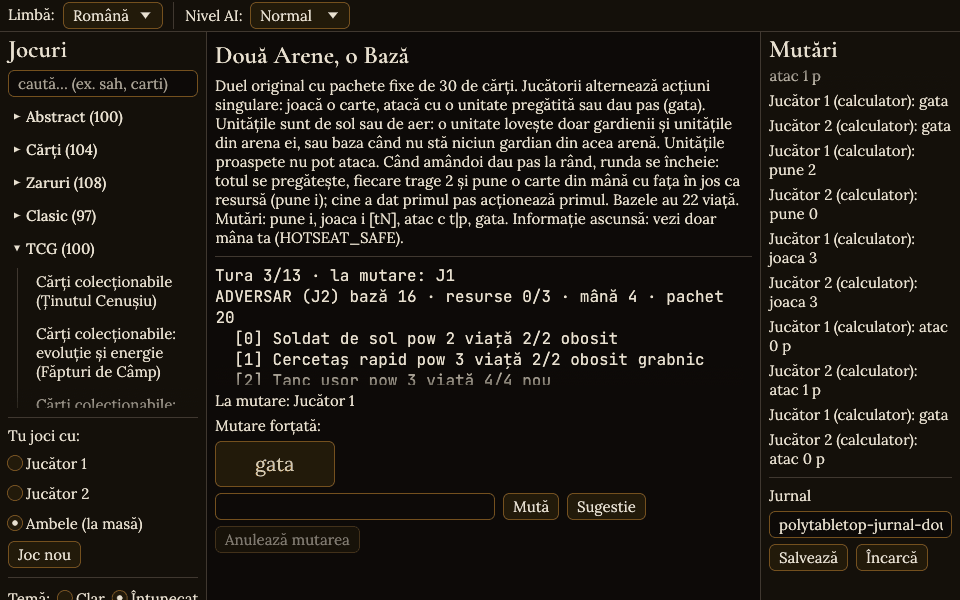 Limbă: Română ▼ Nivel AI: Normal ▼
Jocuri
caută... (ex. sah, carti)
▸ Abstract (100)
▸ Cărți (104)
▸ Zaruri (108)
▸ Clasic (97)
▾ TCG (100)
Cărți colecționabile
(Ținutul Cenușiu)
Cărți colecționabile:
evoluție și energie
(Făpturi de Câmp)
Cărți colecționabile:
Tu joci cu:
Jucător 1
Jucător 2
Ambele (la masă)
Joc nou
Temă: Clar Întunecat
Două Arene, o Bază
Duel original cu pachete fixe de 30 de cărți. Jucătorii alternează acțiuni
singulare: joacă o carte, atacă cu o unitate pregătită sau dau pas (gata).
Unitățile sunt de sol sau de aer: o unitate lovește doar gardienii și unitățile
din arena ei, sau baza când nu stă niciun gardian din acea arenă. Unitățile
proaspete nu pot ataca. Când amândoi dau pas la rând, runda se încheie:
totul se pregătește, fiecare trage 2 și pune o carte din mână cu fața în jos ca
resursă (pune i); cine a dat primul pas acționează primul. Bazele au 22 viață.
Mutări: pune i, joaca i [tN], atac c t|p, gata. Informație ascunsă: vezi doar
mâna ta (HOTSEAT_SAFE).
Tura 3/13 · la mutare: J1
ADVERSAR (J2) bază 16 · resurse 0/3 · mână 4 · pachet
20
[0] Soldat de sol pow 2 viață 2/2 obosit
[1] Cercetaș rapid pow 3 viață 2/2 obosit grabnic
[2] Tanc ușor pow 3 viață 4/4 nou
La mutare: Jucător 1
Mutare forțată:
gata
Mută Sugestie
Anulează mutarea
Mutări
atac 1 p
Jucător 1 (calculator): gata
Jucător 2 (calculator): gata
Jucător 1 (calculator):
pune 2
Jucător 2 (calculator):
pune 0
Jucător 1 (calculator):
joaca 3
Jucător 2 (calculator):
joaca 3
Jucător 1 (calculator): atac
0 p
Jucător 2 (calculator):
atac 1 p
Jucător 1 (calculator): gata
Jucător 2 (calculator):
atac 0 p
Jurnal
polytabletop-jurnal-dou
Salvează Încarcă